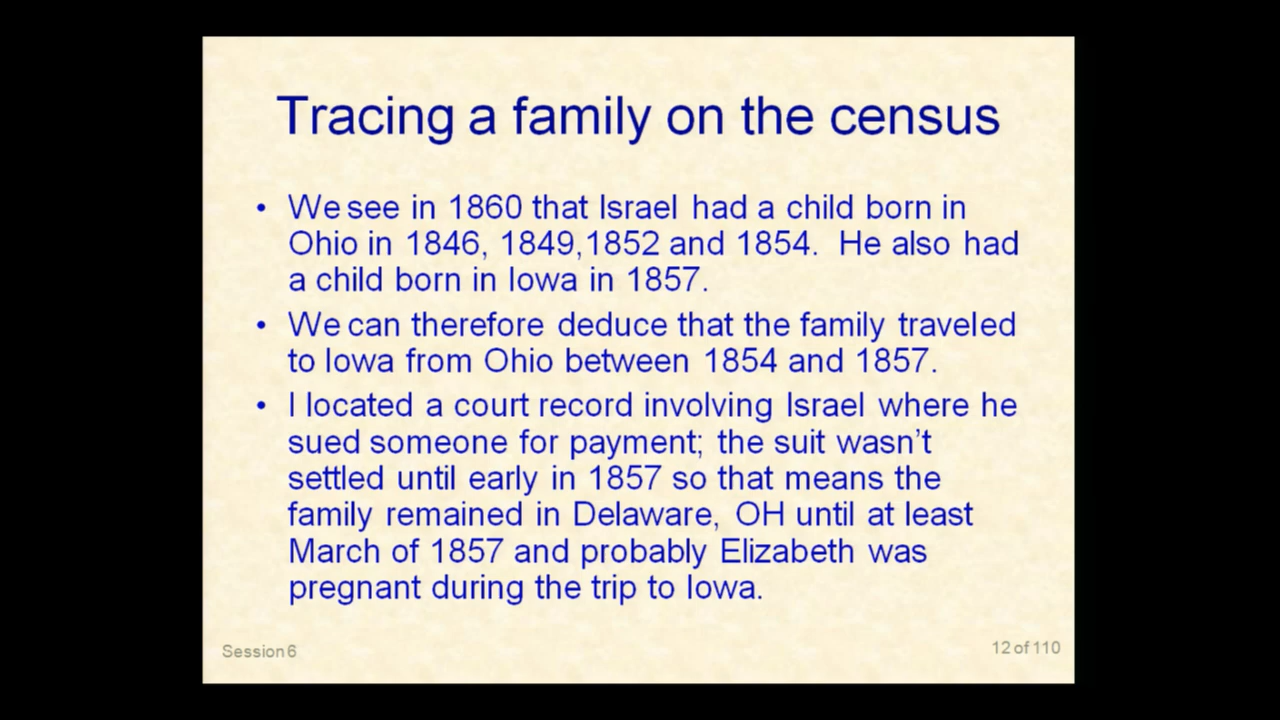 Tracing a family on the census
• We see in 1860 that Israel had a child born in
Ohio in 1846, 1849,1852 and 1854.  He also had
a child born in Iowa in 1857.
• We can therefore deduce that the family traveled
to Iowa from Ohio between 1854 and 1857.
• I located a court record involving Israel where he
sued someone for payment; the suit wasn’t
settled until early in 1857 so that means the
family remained in Delaware, OH until at least
March of 1857 and probably Elizabeth was
pregnant during the trip to Iowa.
Session 6
12 of 110